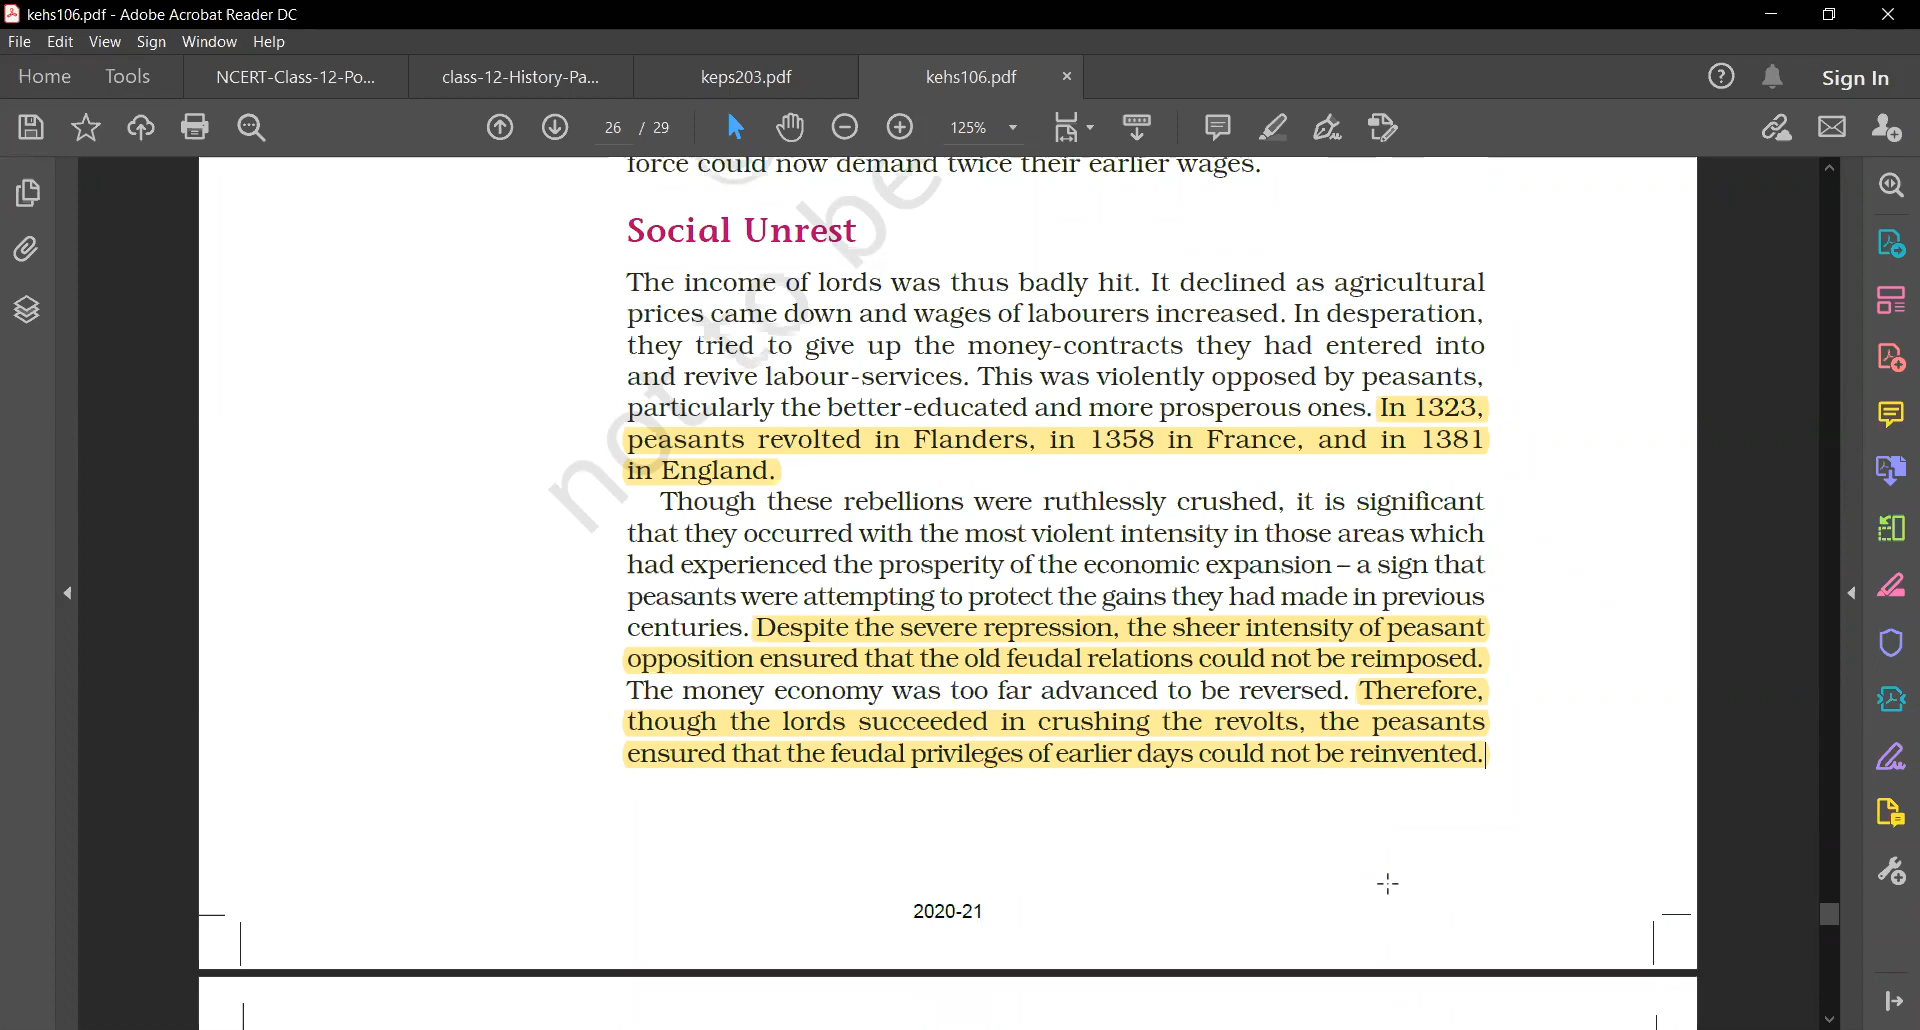 kehs106.pdf - Adobe Acrobat Reader DC
File Edit View Sign Window Help
Home Tools NCERT-Class-12-Po... class-12-History-Pa... keps203.pdf kehs106.pdf × ? Sign In
26 / 29 125%
force could now demand twice their earlier wages.
Social Unrest
The income of lords was thus badly hit. It declined as agricultural
prices came down and wages of labourers increased. In desperation,
they tried to give up the money-contracts they had entered into
and revive labour-services. This was violently opposed by peasants,
particularly the better-educated and more prosperous ones. In 1323,
peasants revolted in Flanders, in 1358 in France, and in 1381
in England.
Though these rebellions were ruthlessly crushed, it is significant
that they occurred with the most violent intensity in those areas which
had experienced the prosperity of the economic expansion – a sign that
peasants were attempting to protect the gains they had made in previous
centuries. Despite the severe repression, the sheer intensity of peasant
opposition ensured that the old feudal relations could not be reimposed.
The money economy was too far advanced to be reversed. Therefore,
though the lords succeeded in crushing the revolts, the peasants
ensured that the feudal privileges of earlier days could not be reinvented.
not to be
2020-21